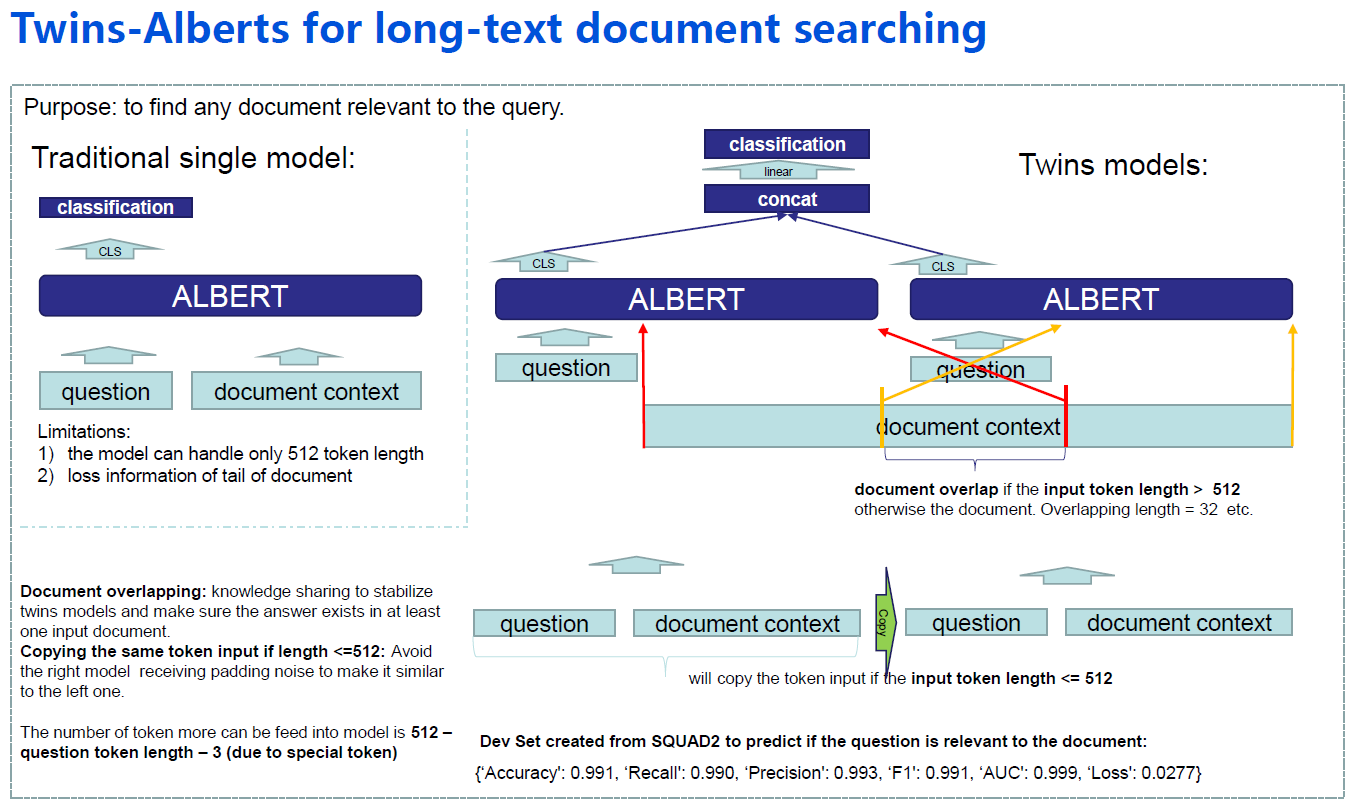 Twins-Alberts for long-text document searching
Purpose: to find any document relevant to the query.
Traditional single model:
classification
CLS
ALBERT
question
document context
Limitations:
1) the model can handle only 512 token length
2) loss information of tail of document
Twins models:
classification
linear
concat
CLS
CLS
ALBERT
ALBERT
question
question
document context
document overlap if the input token length > 512
otherwise the document. Overlapping length = 32 etc.
Document overlapping: knowledge sharing to stabilize
twins models and make sure the answer exists in at least
one input document.
Copying the same token input if length <=512: Avoid
the right model receiving padding noise to make it similar
to the left one.
The number of token more can be feed into model is 512 –
question token length – 3 (due to special token)
question
document context
Copy
question
document context
will copy the token input if the input token length <= 512
Dev Set created from SQUAD2 to predict if the question is relevant to the document:
{‘Accuracy': 0.991, ‘Recall': 0.990, ‘Precision': 0.993, ‘F1': 0.991, ‘AUC': 0.999, ‘Loss': 0.0277}